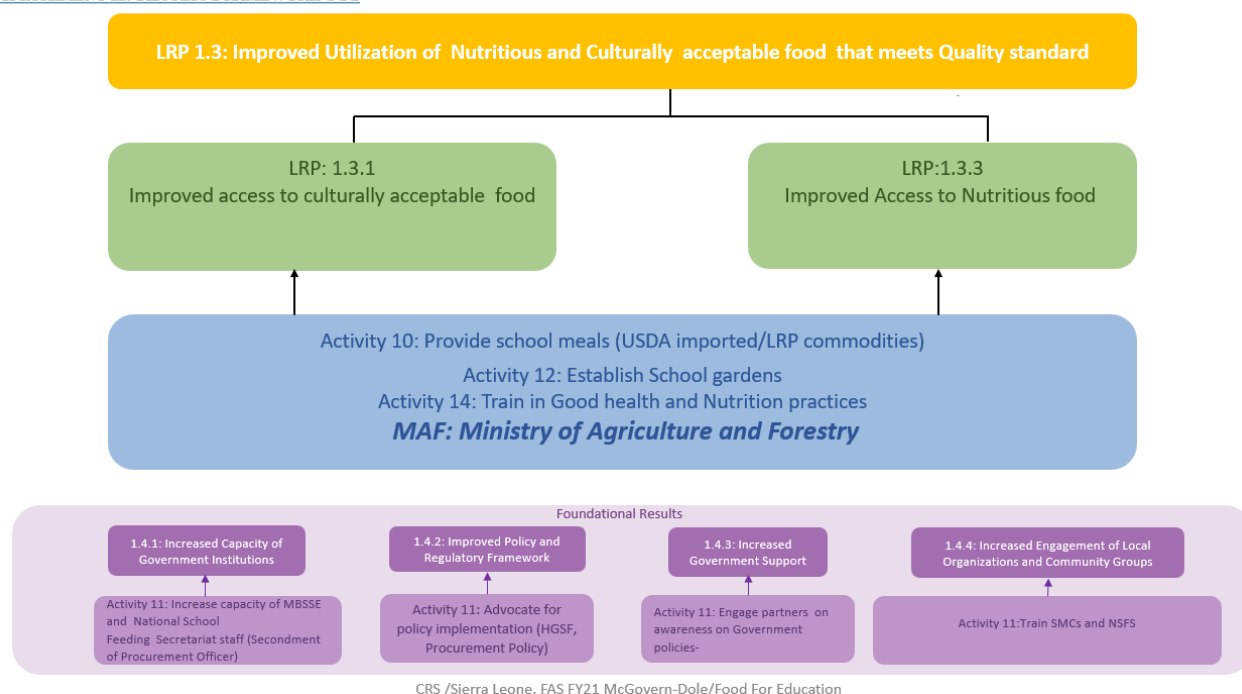 LRP 1.3: Improved Utilization of Nutritious and Culturally acceptable food that meets Quality standard
LRP: 1.3.1
Improved access to culturally acceptable food
LRP:1.3.3
Improved Access to Nutritious food
Activity 10: Provide school meals (USDA imported/LRP commodities)
Activity 12: Establish School gardens
Activity 14: Train in Good health and Nutrition practices
MAF: Ministry of Agriculture and Forestry
Foundational Results
1.4.1: Increased Capacity of
Government Institutions
1.4.2: Improved Policy and
Regulatory Framework
1.4.3: Increased
Government Support
1.4.4: Increased Engagement of Local
Organizations and Community Groups
Activity 11: Increase capacity of MBSSE
and National School
Feeding Secretariat staff (Secondment
of Procurement Officer)
Activity 11: Advocate for
policy implementation (HGSF,
Procurement Policy)
Activity 11: Engage partners on
awareness on Government
policies-
Activity 11:Train SMCs and NSFS
CRS /Sierra Leone, FAS FY21 McGovern-Dole/Food For Education